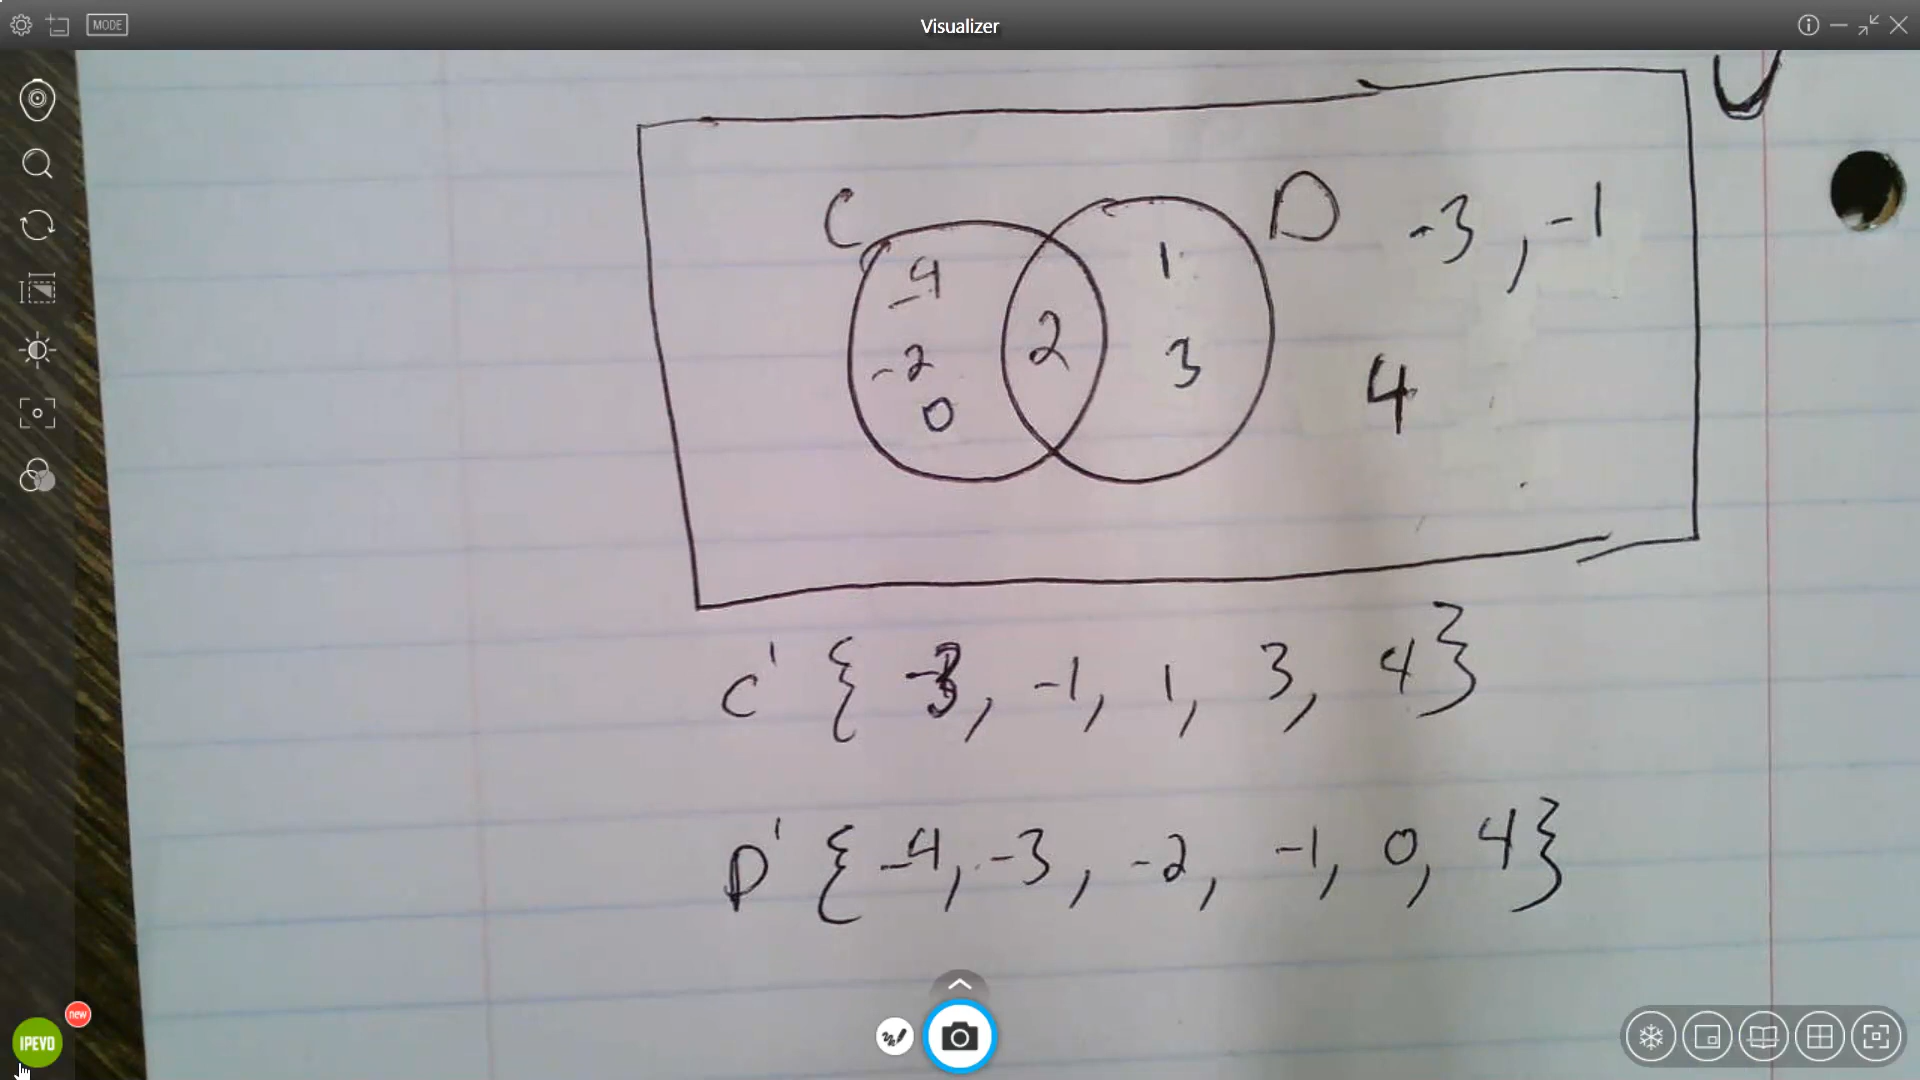 MODE
Visualizer
U
C
D
-3, -1
-4
1
-2
2
3
4
0
C' { -3, -1, 1, 3, 4}
D' { -4, -3, -2, -1, 0, 4}
new
IPEVO